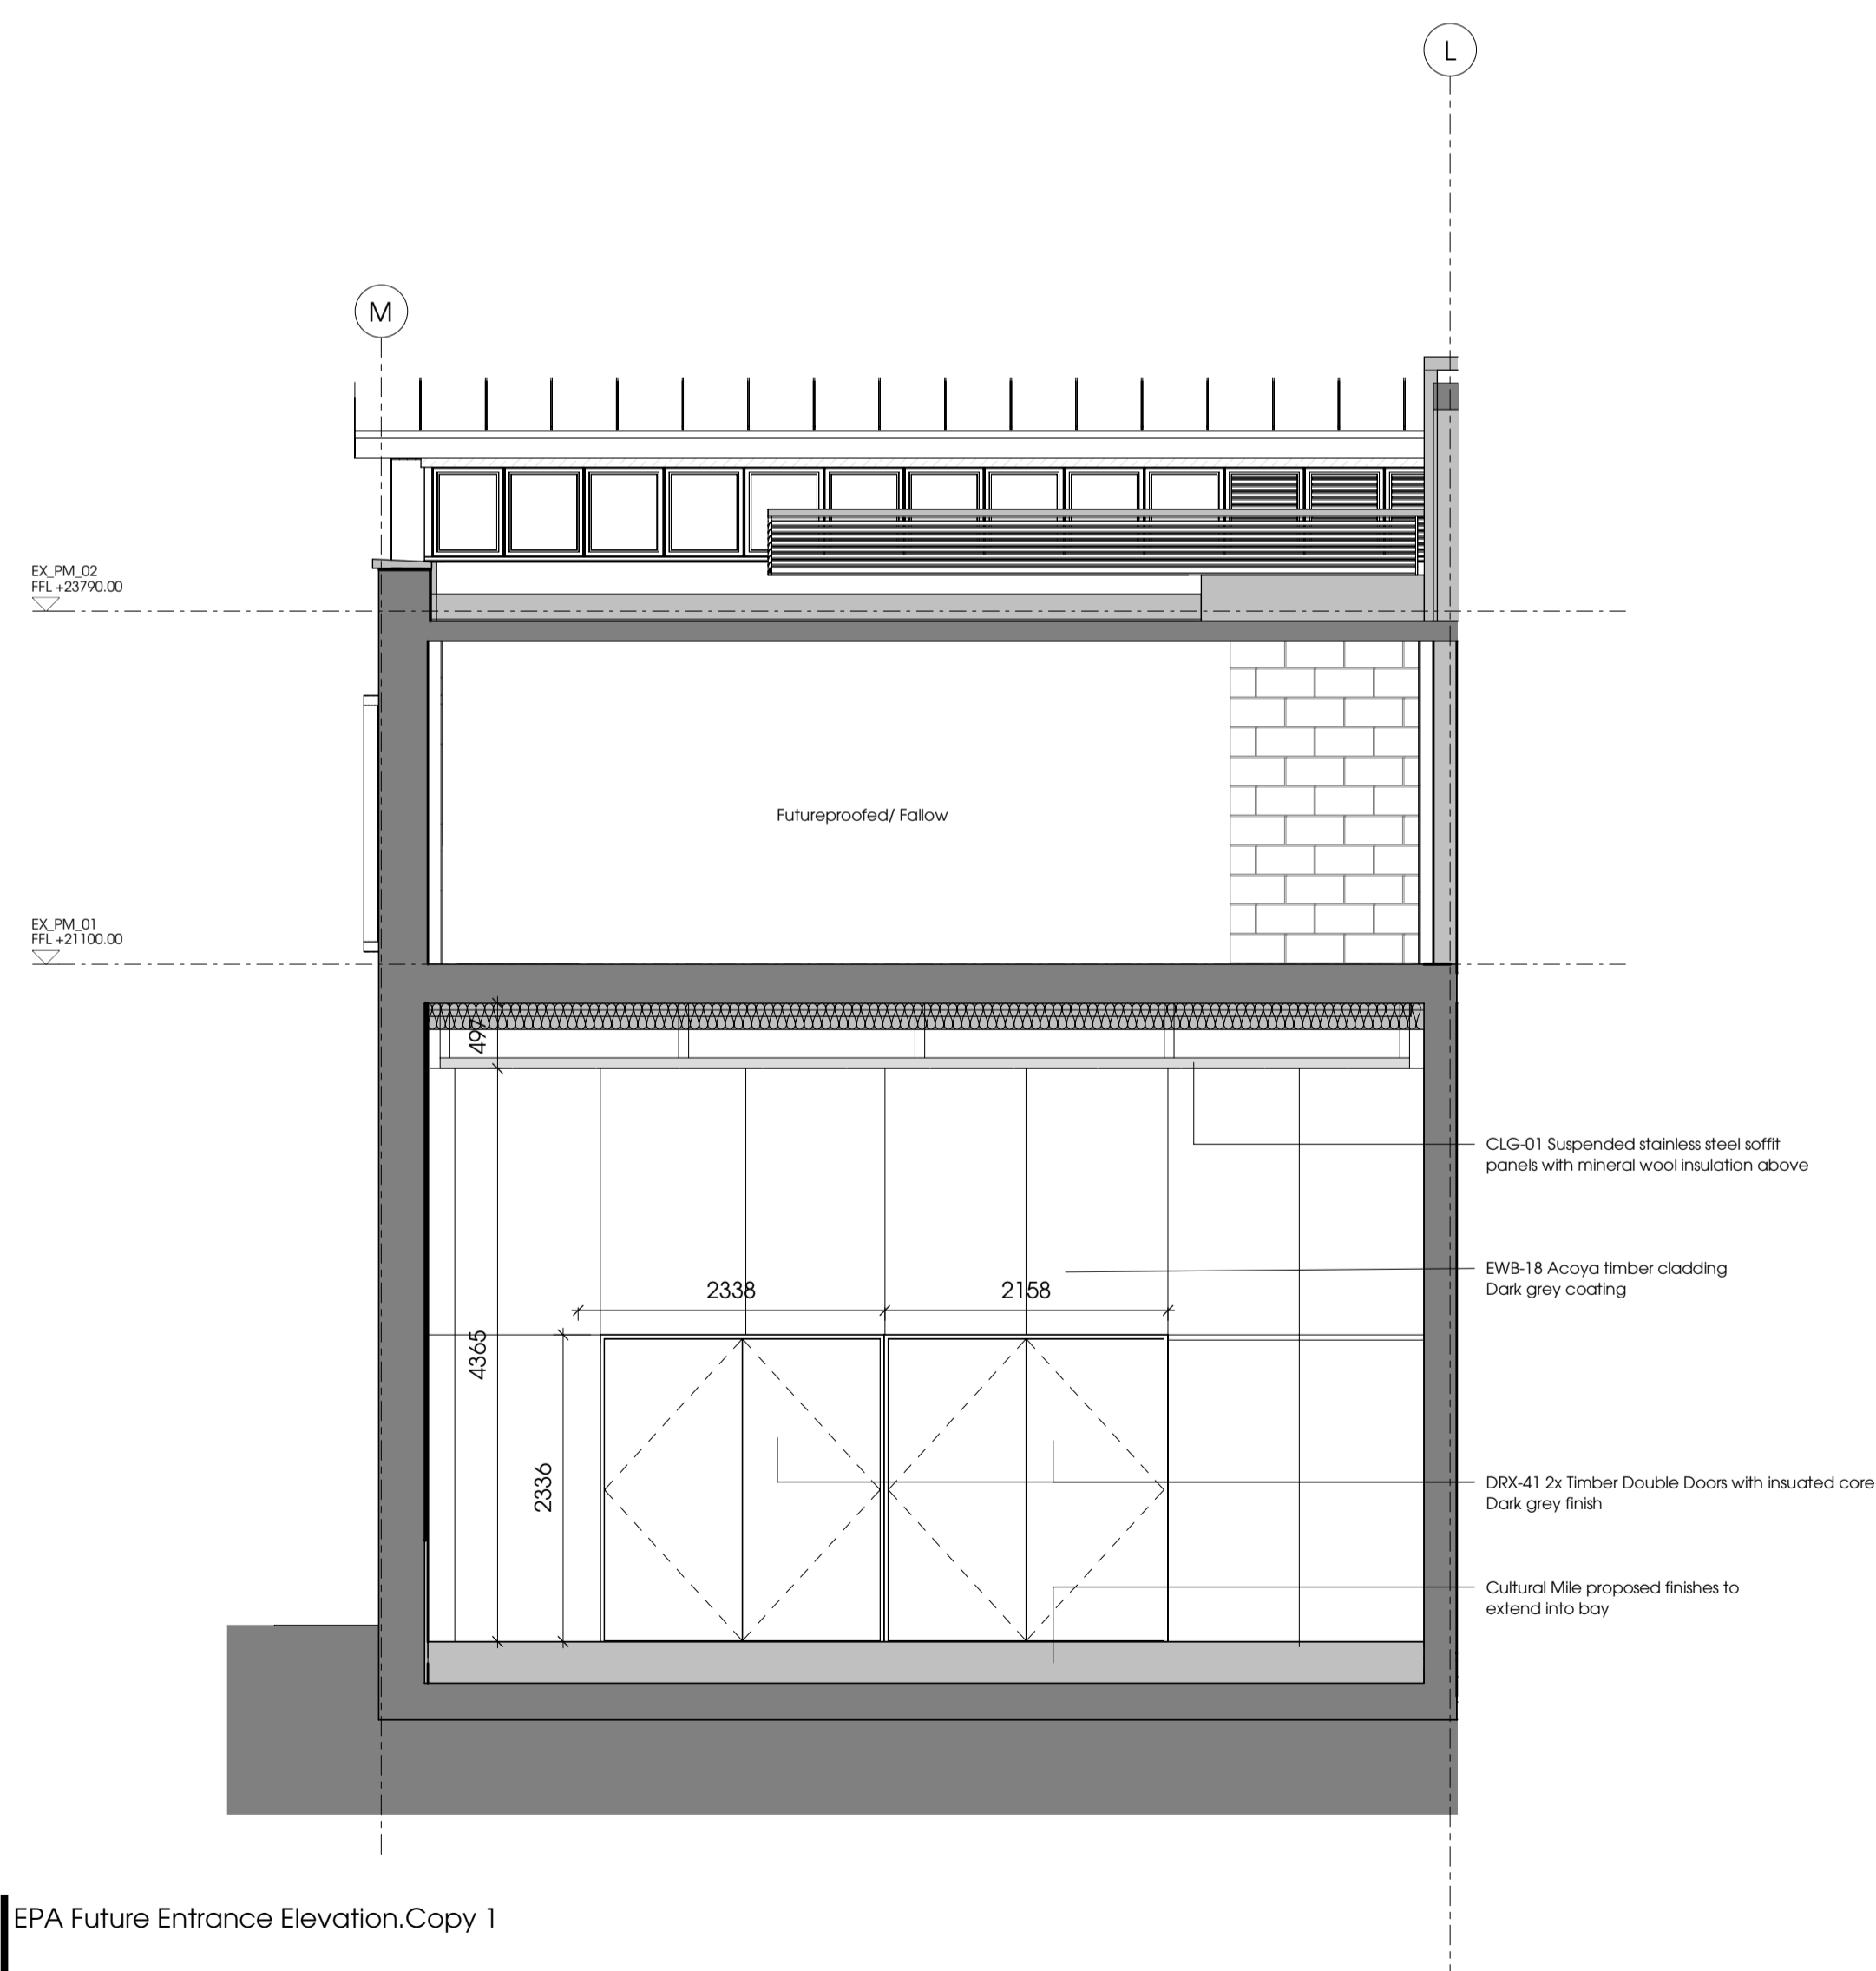 L
M
EX_PM_02
FFL +23790.00
Futureproofed/ Fallow
EX_PM_01
FFL +21100.00
497
CLG-01 Suspended stainless steel soffit
panels with mineral wool insulation above
EWB-18 Acoya timber cladding
Dark grey coating
2338
2158
4365
2336
DRX-41 2x Timber Double Doors with insuated core
Dark grey finish
Cultural Mile proposed finishes to
extend into bay
EPA Future Entrance Elevation.Copy 1